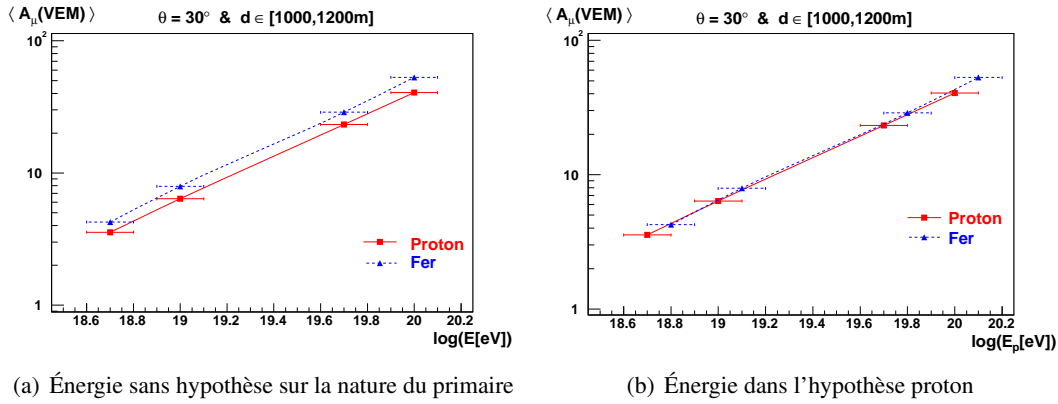 ⟨ A_μ(VEM) ⟩
θ = 30° & d ∈ [1000,1200m]
10²
10
1
18.6 18.8 19 19.2 19.4 19.6 19.8 20 20.2
log(E[eV])
Proton
Fer
(a) Énergie sans hypothèse sur la nature du primaire
⟨ A_μ(VEM) ⟩
θ = 30° & d ∈ [1000,1200m]
10²
10
1
18.6 18.8 19 19.2 19.4 19.6 19.8 20 20.2
log(E_p[eV])
Proton
Fer
(b) Énergie dans l'hypothèse proton